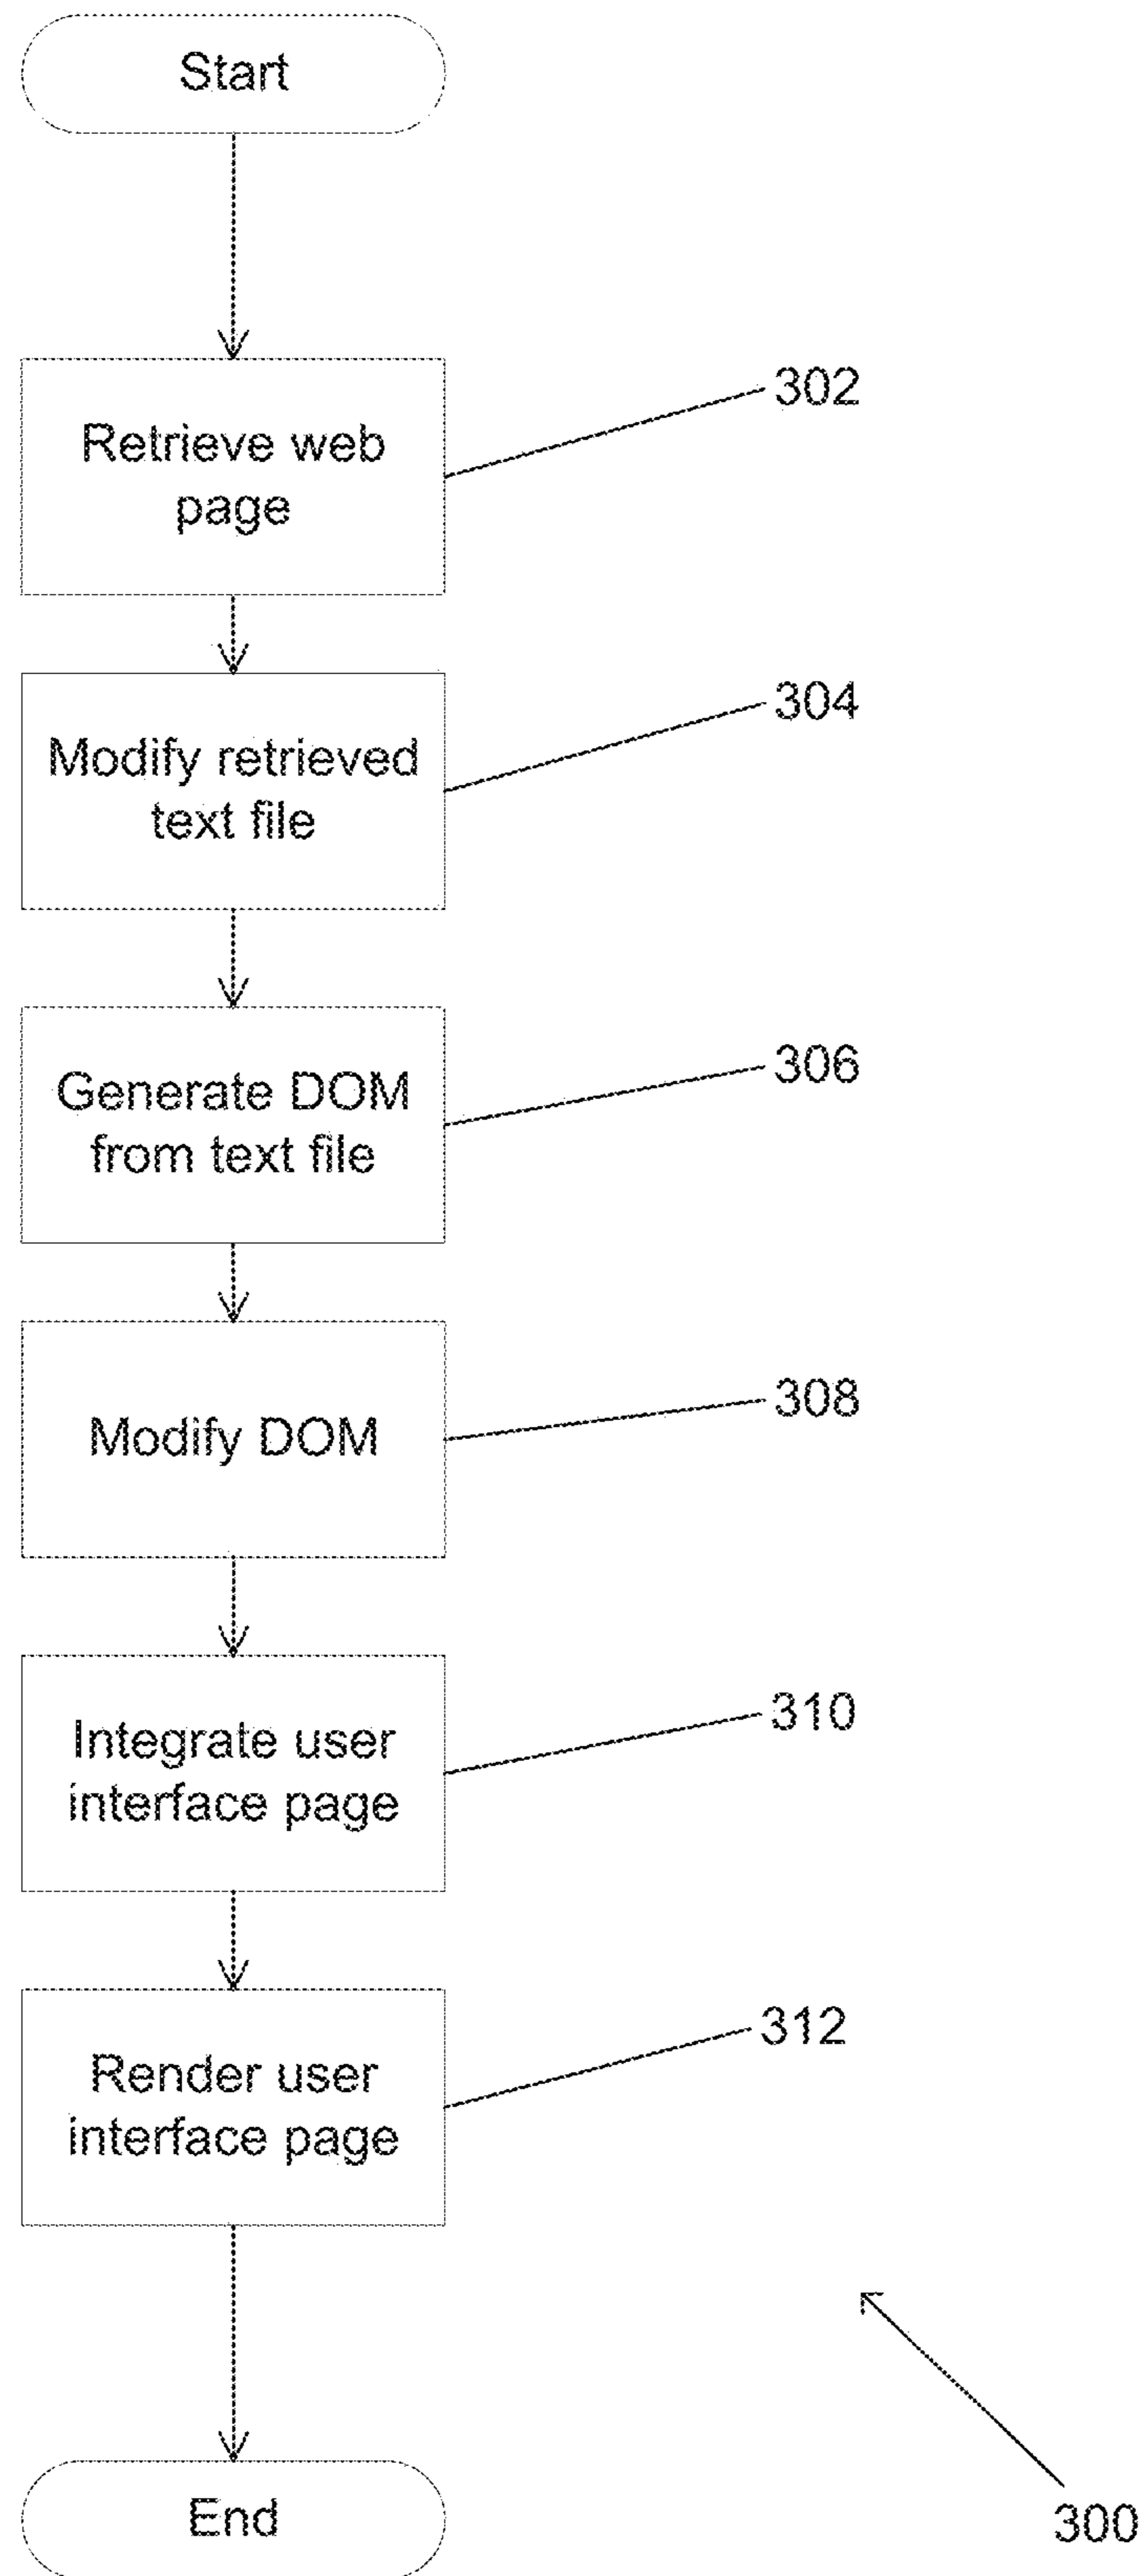 Start
302
Retrieve web
page
304
Modify retrieved
text file
306
Generate DOM
from text file
308
Modify DOM
310
Integrate user
interface page
312
Render user
interface page
End
300